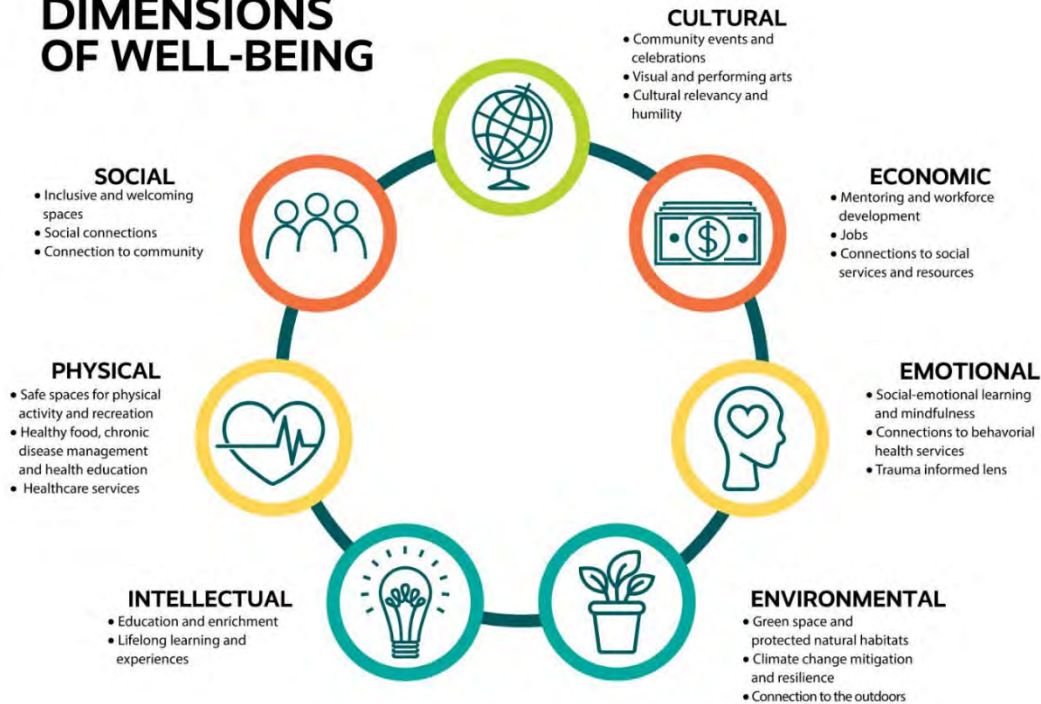 DIMENSIONS
OF WELL-BEING
CULTURAL
• Community events and
celebrations
• Visual and performing arts
• Cultural relevancy and
humility
SOCIAL
• Inclusive and welcoming
spaces
• Social connections
• Connection to community
ECONOMIC
• Mentoring and workforce
development
• Jobs
• Connections to social
services and resources
PHYSICAL
• Safe spaces for physical
activity and recreation
• Healthy food, chronic
disease management
and health education
• Healthcare services
EMOTIONAL
• Social-emotional learning
and mindfulness
• Connections to behavorial
health services
• Trauma informed lens
INTELLECTUAL
• Education and enrichment
• Lifelong learning and
experiences
ENVIRONMENTAL
• Green space and
protected natural habitats
• Climate change mitigation
and resilience
• Connection to the outdoors
$